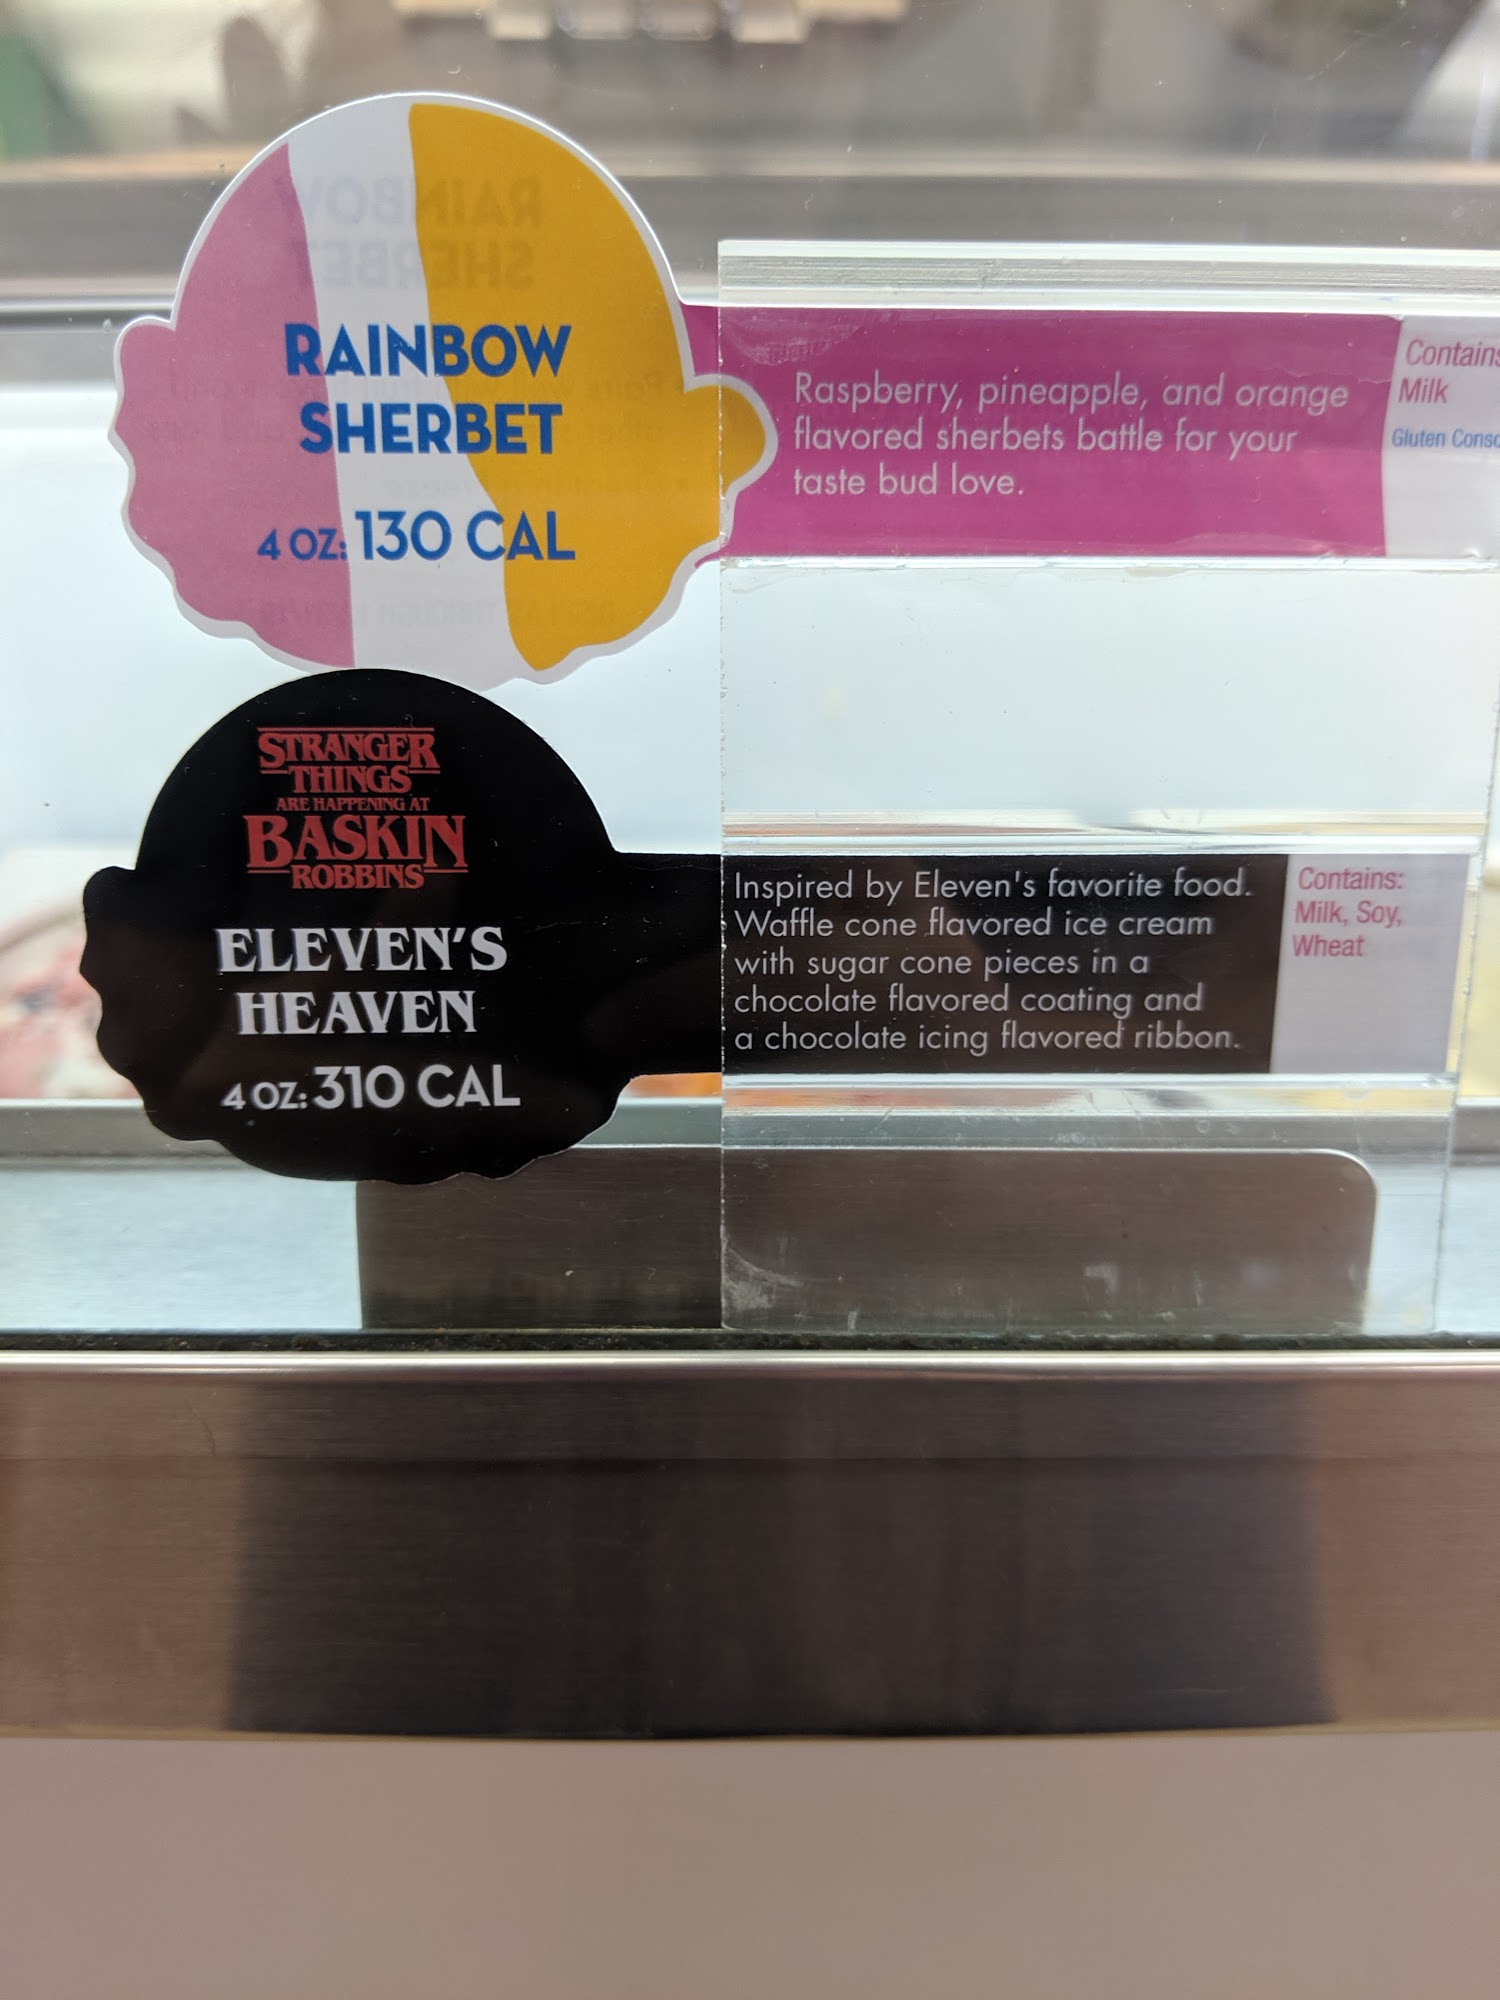 RAINBOW
SHERBET
4 OZ: 130 CAL
Raspberry, pineapple, and orange
flavored sherbets battle for your
taste bud love.
Contains
Milk
Gluten
STRANGER
THINGS
ARE HAPPENING AT
BASKIN
ROBBINS
ELEVEN'S
HEAVEN
4 OZ: 310 CAL
Inspired by Eleven's favorite food.
Waffle cone flavored ice cream
with sugar cone pieces in a
chocolate flavored coating and
a chocolate icing flavored ribbon.
Contains:
Milk, Soy,
Wheat